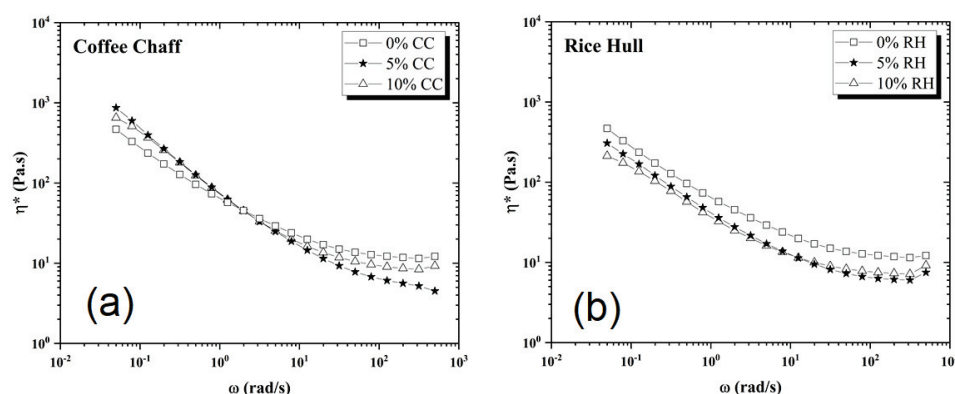 Coffee Chaff
0% CC
5% CC
10% CC
10⁴
10³
10²
10¹
10⁰
η* (Pa.s)
(a)
10⁻² 10⁻¹ 10⁰ 10¹ 10² 10³
ω (rad/s)
Rice Hull
0% RH
5% RH
10% RH
10⁴
10³
10²
10¹
10⁰
η* (Pa.s)
(b)
10⁻² 10⁻¹ 10⁰ 10¹ 10² 10
ω (rad/s)